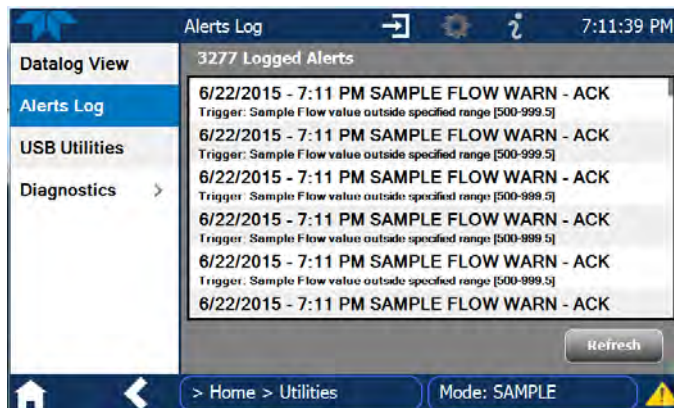 Alerts Log
7:11:39 PM
Datalog View
Alerts Log
USB Utilities
Diagnostics >
3277 Logged Alerts
6/22/2015 - 7:11 PM SAMPLE FLOW WARN - ACK
Trigger: Sample Flow value outside specified range [500-999.5]
6/22/2015 - 7:11 PM SAMPLE FLOW WARN - ACK
Trigger: Sample Flow value outside specified range [500-999.5]
6/22/2015 - 7:11 PM SAMPLE FLOW WARN - ACK
Trigger: Sample Flow value outside specified range [500-999.5]
6/22/2015 - 7:11 PM SAMPLE FLOW WARN - ACK
Trigger: Sample Flow value outside specified range [500-999.5]
6/22/2015 - 7:11 PM SAMPLE FLOW WARN - ACK
Trigger: Sample Flow value outside specified range [500-999.5]
6/22/2015 - 7:11 PM SAMPLE FLOW WARN - ACK
Refresh
> Home > Utilities
Mode: SAMPLE